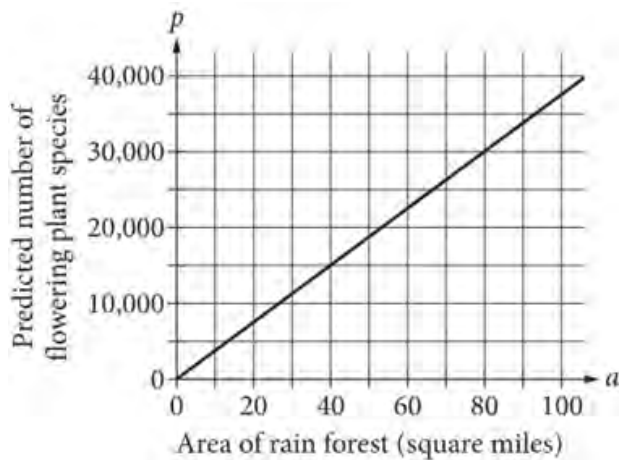 p
Predicted number of
flowering plant species
40,000
30,000
20,000
10,000
0
0 20 40 60 80 100
a
Area of rain forest (square miles)